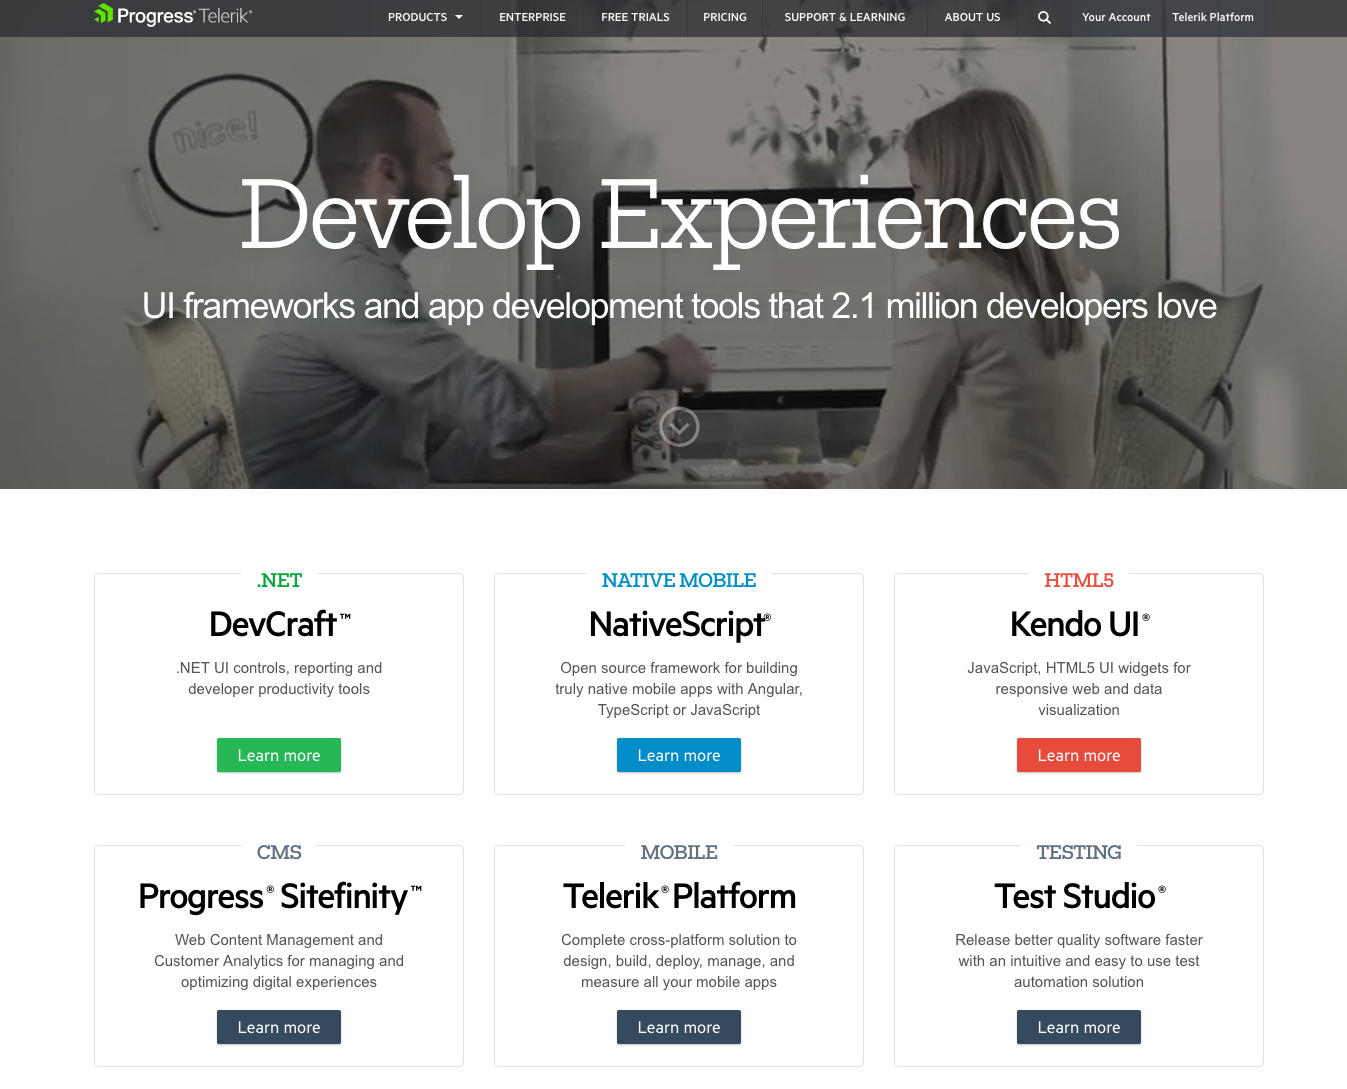 Progress® Telerik®
PRODUCTS
ENTERPRISE
FREE TRIALS
PRICING
SUPPORT & LEARNING
ABOUT US
Your Account
Telerik Platform
nice!
Develop Experiences
UI frameworks and app development tools that 2.1 million developers love
.NET
DevCraft™
.NET UI controls, reporting and
developer productivity tools
Learn more
NATIVE MOBILE
NativeScript®
Open source framework for building
truly native mobile apps with Angular,
TypeScript or JavaScript
Learn more
HTML5
Kendo UI®
JavaScript, HTML5 UI widgets for
responsive web and data
visualization
Learn more
CMS
Progress® Sitefinity™
Web Content Management and
Customer Analytics for managing and
optimizing digital experiences
Learn more
MOBILE
Telerik® Platform
Complete cross-platform solution to
design, build, deploy, manage, and
measure all your mobile apps
Learn more
TESTING
Test Studio®
Release better quality software faster
with an intuitive and easy to use test
automation solution
Learn more